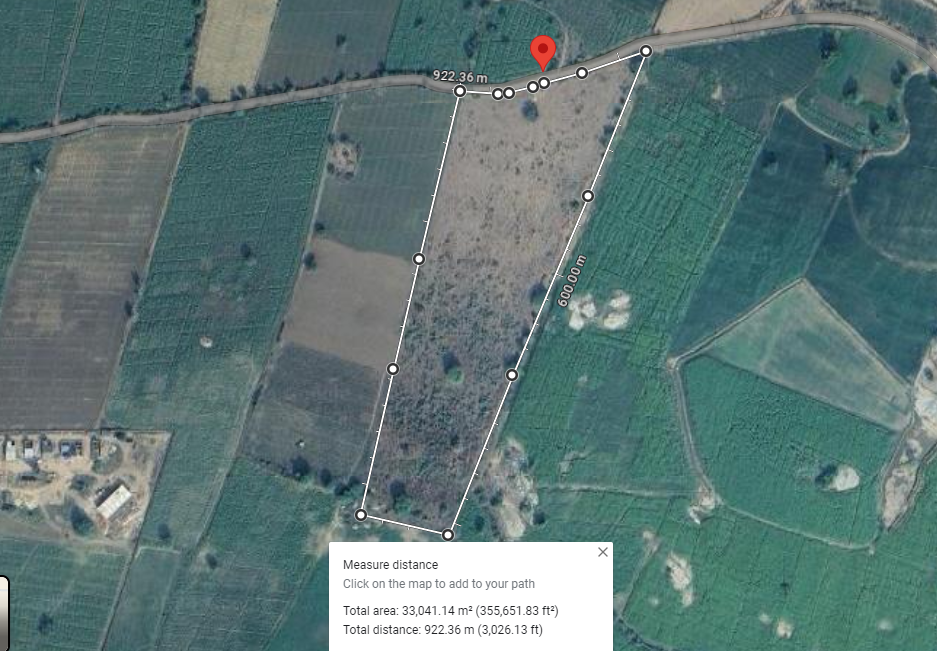 922.36 m
600.00 m
Measure distance
Click on the map to add to your path
Total area: 33,041.14 m² (355,651.83 ft²)
Total distance: 922.36 m (3,026.13 ft)